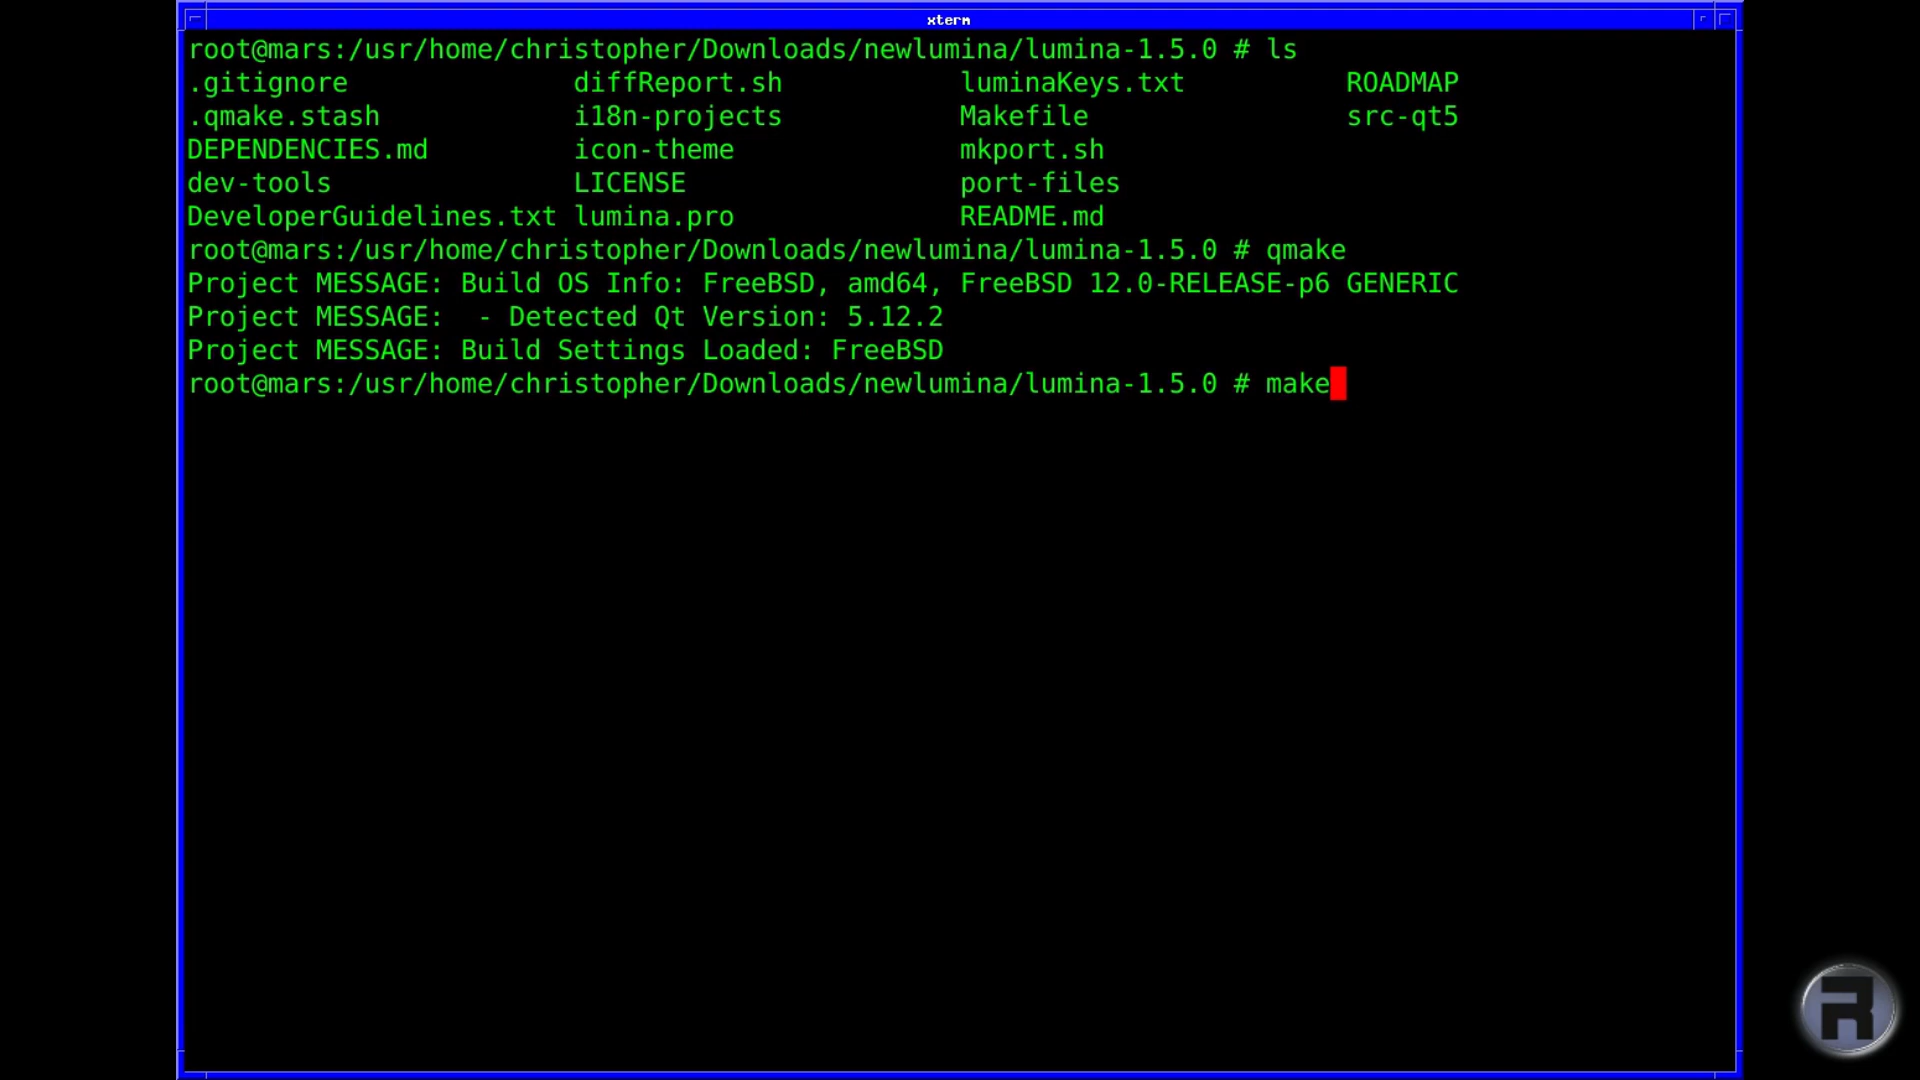 xterm
root@mars:/usr/home/christopher/Downloads/newlumina/lumina-1.5.0 # ls
.gitignore diffReport.sh luminaKeys.txt ROADMAP
.qmake.stash i18n-projects Makefile src-qt5
DEPENDENCIES.md icon-theme mkport.sh
dev-tools LICENSE port-files
DeveloperGuidelines.txt lumina.pro README.md
root@mars:/usr/home/christopher/Downloads/newlumina/lumina-1.5.0 # qmake
Project MESSAGE: Build OS Info: FreeBSD, amd64, FreeBSD 12.0-RELEASE-p6 GENERIC
Project MESSAGE:  - Detected Qt Version: 5.12.2
Project MESSAGE: Build Settings Loaded: FreeBSD
root@mars:/usr/home/christopher/Downloads/newlumina/lumina-1.5.0 # make
R